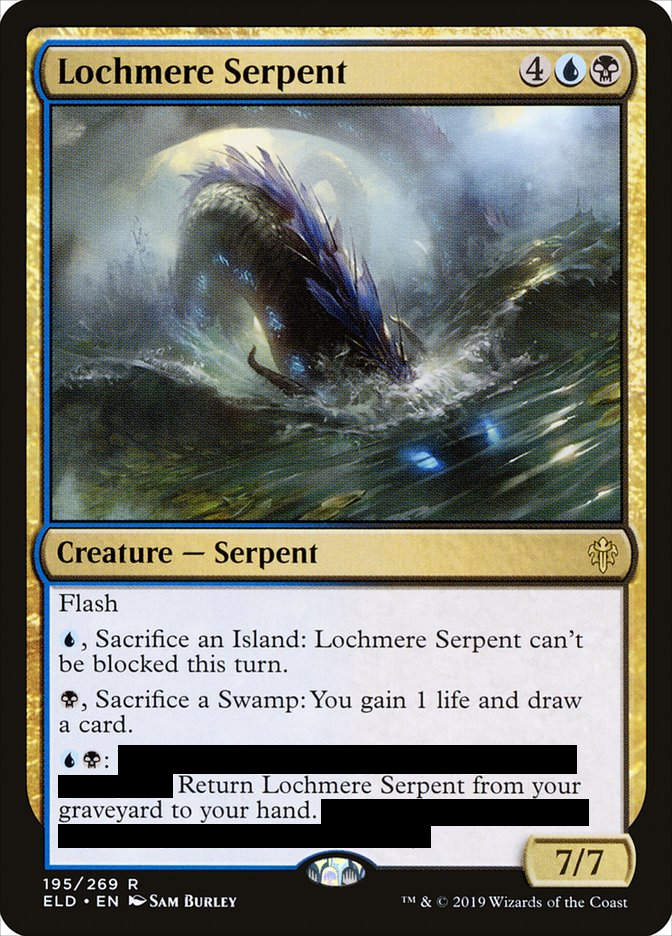 Lochmere Serpent 4
Creature — Serpent
Flash
, Sacrifice an Island: Lochmere Serpent can't
be blocked this turn.
, Sacrifice a Swamp: You gain 1 life and draw
a card.
:
Return Lochmere Serpent from your
graveyard to your hand.
7/7
195/269 R
ELD • EN SAM BURLEY
™ & © 2019 Wizards of the Coast